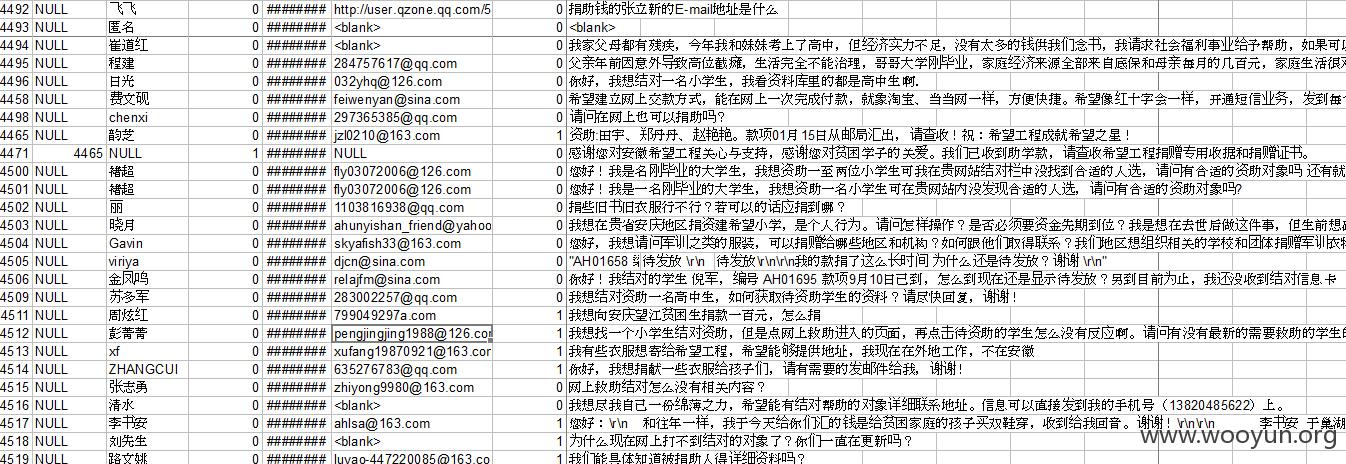 4492 NULL 飞飞 0 ######## http://user.qzone.qq.com/5 0 捐助钱的张立新的E-mail地址是什么
4493 NULL 匿名 0 ######## <blank> 0 <blank>
4494 NULL 崔道红 0 ######## <blank> 0 我家父母都有残疾，今年我和妹妹考上了高中，但经济实力不足，没有太多的钱供我们念书，我请求社会福利事业给予帮助，如果可以
4495 NULL 程建 0 ######## 284757617@qq.com 0 父亲年前因意外导致高位截瘫，生活完全不能治理，哥哥大学刚毕业，家庭经济来源全部来自底保和母亲每月的几百元，家庭生活很
4496 NULL 日光 0 ######## 032yhq@126.com 0 你好，我想结对一名小学生，我看资料库里的都是高中生啊.
4458 NULL 费文砚 0 ######## feiwenyan@sina.com 0 希望建立网上交款方式，能在网上一次完成付款，就象淘宝、当当网一样，方便快捷。希望像红十字会一样，开通短信业务，发到每
4498 NULL chenxi 0 ######## 297365385@qq.com 0 请问在网上也可以捐助吗?
4465 NULL 韵芝 0 ######## jzl0210@163.com 1 资助:田宇、郑丹丹、赵艳艳。款项01月15日从邮局汇出，请查收！祝：希望工程成就希望之星！
4471 4465 NULL 1 ######## NULL 0 感谢您对安徽希望工程关心与支持，感谢您对贫困学子的关爱。我们已收到助学款，请查收希望工程捐赠专用收据和捐赠证书。
4500 NULL 褚超 0 ######## fly03072006@126.com 0 您好！我是名刚毕业的大学生，我想资助一至两位小学生可我在贵网站结对栏中没找到合适的人选，请问有合适的资助对象吗 还有就
4501 NULL 褚超 0 ######## fly03072006@126.com 0 您好！我是一名刚毕业的大学生，我想资助一名小学生可在贵网站内没发现合适的人选，请问有合适的资助对象吗?
4502 NULL 丽 0 ######## 1103816938@qq.com 0 捐些旧书旧衣服行不行？若可以的话应捐到哪？
4503 NULL 晓月 0 ######## ahunyishan_friend@yahoo 0 我想在贵省安庆地区捐资建希望小学，是个人行为。请问怎样操作？是否必须要资金先期到位？我是想在去世后做这件事，但生前想
4504 NULL Gavin 0 ######## skyafish33@163.com 0 您好，我想请问军训之类的服装，可以捐赠给哪些地区和机构？如何跟他们取得联系？我们地区想组织相关的学校和团体捐赠军训衣
4505 NULL viriya 0 ######## djcn@sina.com 0 "AH01658 待发放 \r\n 待发放 \r\n\r\n我的款捐了这么长时间 为什么还是待发放？谢谢 \r\n"
4506 NULL 金凤鸣 0 ######## relajfm@sina.com 0 你好！我结对的学生 倪军，编号 AH01695 款项9月10日己到，怎么到现在还是显示待发放？另到目前为止，我还没收到结对信息卡
4509 NULL 苏多军 0 ######## 283002257@qq.com 0 我想结对资助一名高中生，如何获取待资助学生的资料？请尽快回复，谢谢！
4511 NULL 周炫红 0 ######## 799049297a.com 1 我想向安庆望江贫困生捐款一百元，怎么捐
4512 NULL 彭菁菁 0 ######## pengjingjing1988@126.com 1 我想找一个小学生结对资助，但是点网上救助进入的页面，再点击待资助的学生怎么没有反应啊。请问有没有最新的需要救助的学生的
4513 NULL xf 0 ######## xufang19870921@163.com 1 我有些衣服想寄给希望工程，希望能够提供地址，我现在在外地工作，不在安徽
4514 NULL ZHANGCUI 0 ######## 635276783@qq.com 1 你好，我想捐献一些衣服给孩子们，请有需要的发邮件给我，谢谢！
4515 NULL 张志勇 0 ######## zhiyong9980@163.com 0 网上救助结对怎么没有相关内容？
4516 NULL 清水 0 ######## <blank> 0 我想尽我自己一份绵薄之力，希望能有结对帮助的对象详细联系地址。信息可以直接发到我的手机号（13820485622）上。
4517 NULL 李书安 0 ######## ahlsa@163.com 1 您好：\r\n 和往年一样，我于今天给你们汇的钱是给贫困家庭的孩子买双鞋穿，收到给我回音。谢谢！\r\n\r\n 李书安 于巢湖
4518 NULL 刘先生 0 ######## <blank> 1 为什么现在网上打不到结对的对象了？你们一直在更新吗？
4519 NULL 路文姚 0 ######## luyao-447220085@163.com 1 我们能具体知道被捐助人得详细资料吗？
www.wooyun.org